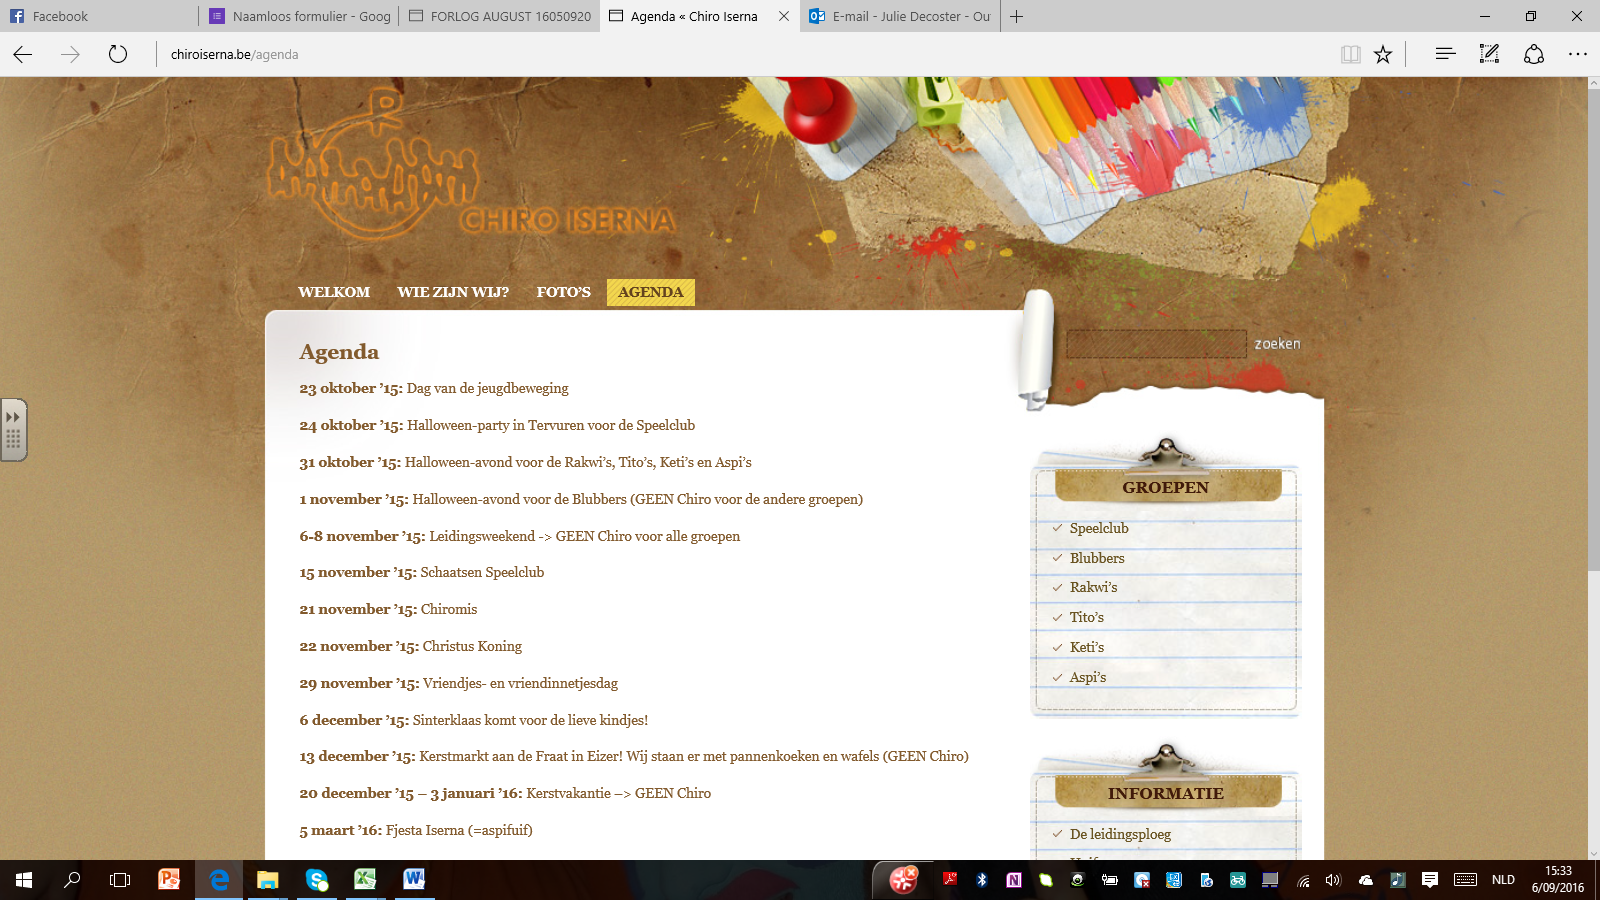 Facebook
Naamloos formulier - Goog
FORLOG AUGUST 16050920
Agenda « Chiro Iserna
E-mail - Julie Decoster - Ou
chiroiserna.be/agenda
CHIRO ISERNA
WELKOM
WIE ZIJN WIJ?
FOTO'S
AGENDA
zoeken
Agenda
23 oktober ’15: Dag van de jeugdbeweging
24 oktober ’15: Halloween-party in Tervuren voor de Speelclub
31 oktober ’15: Halloween-avond voor de Rakwi’s, Tito’s, Keti’s en Aspi’s
1 november ’15: Halloween-avond voor de Blubbers (GEEN Chiro voor de andere groepen)
6-8 november ’15: Leidingsweekend -> GEEN Chiro voor alle groepen
15 november ’15: Schaatsen Speelclub
21 november ’15: Chiromis
22 november ’15: Christus Koning
29 november ’15: Vriendjes- en vriendinnetjesdag
6 december ’15: Sinterklaas komt voor de lieve kindjes!
13 december ’15: Kerstmarkt aan de Fraat in Eizer! Wij staan er met pannenkoeken en wafels (GEEN Chiro)
20 december ’15 – 3 januari ’16: Kerstvakantie –> GEEN Chiro
5 maart ’16: Fjesta Iserna (=aspifuif)
GROEPEN
Speelclub
Blubbers
Rakwi’s
Tito’s
Keti’s
Aspi’s
INFORMATIE
De leidingsploeg
NLD
15:33
6/09/2016